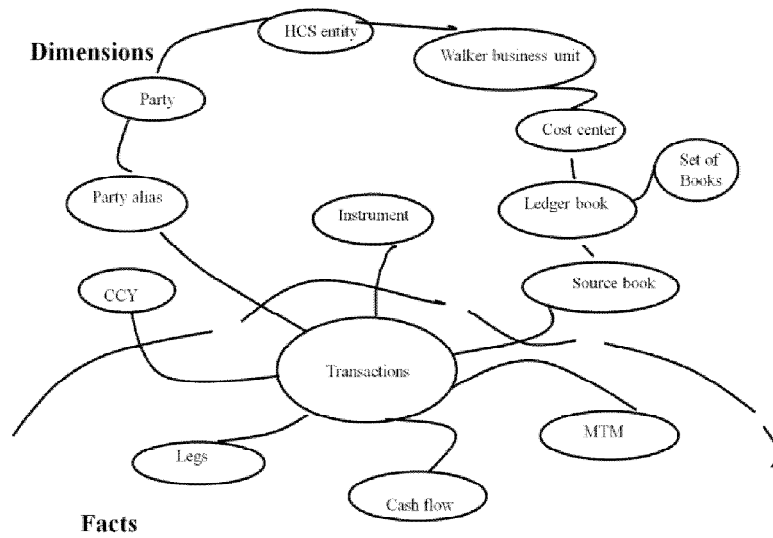 HCS entity
Dimensions
Walker business unit
Party
Cost center
Set of
Books
Party alias
Instrument
Ledger book
CCY
Source book
Transactions
MTM
Legs
Cash flow
Facts